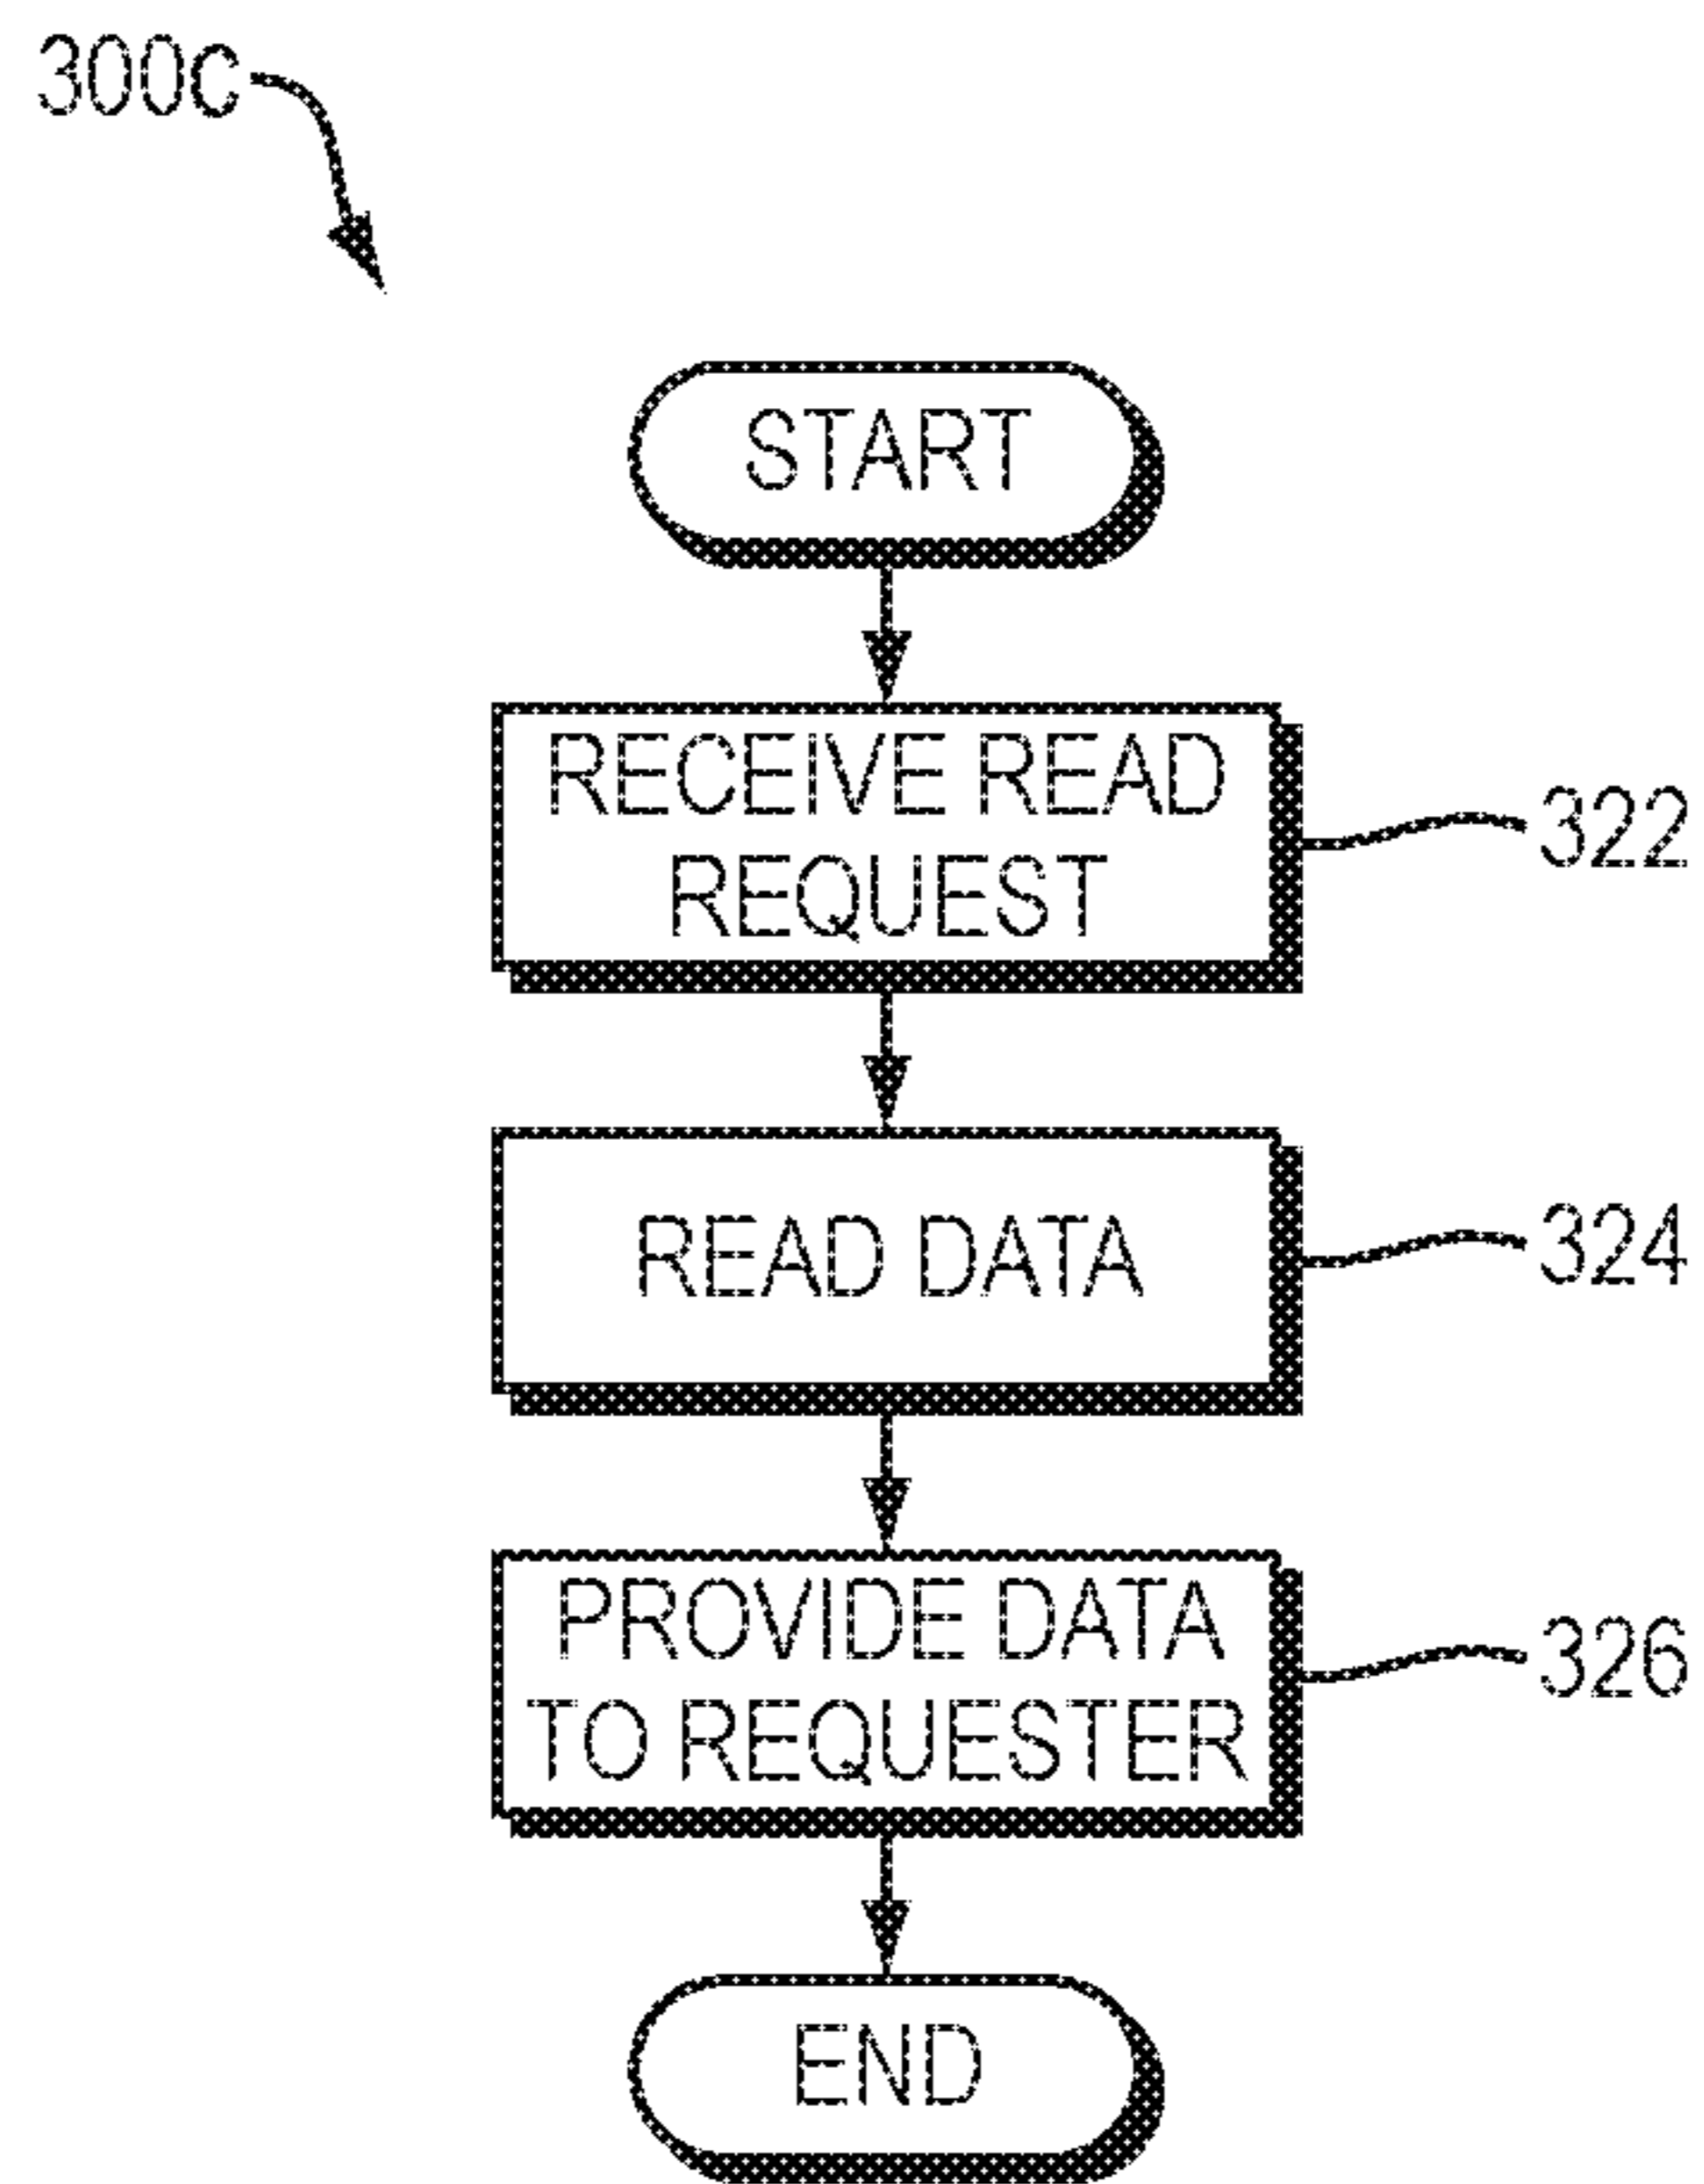 300C
START
RECEIVE READ
REQUEST
322
READ DATA
324
PROVIDE DATA
TO REQUESTER
326
END